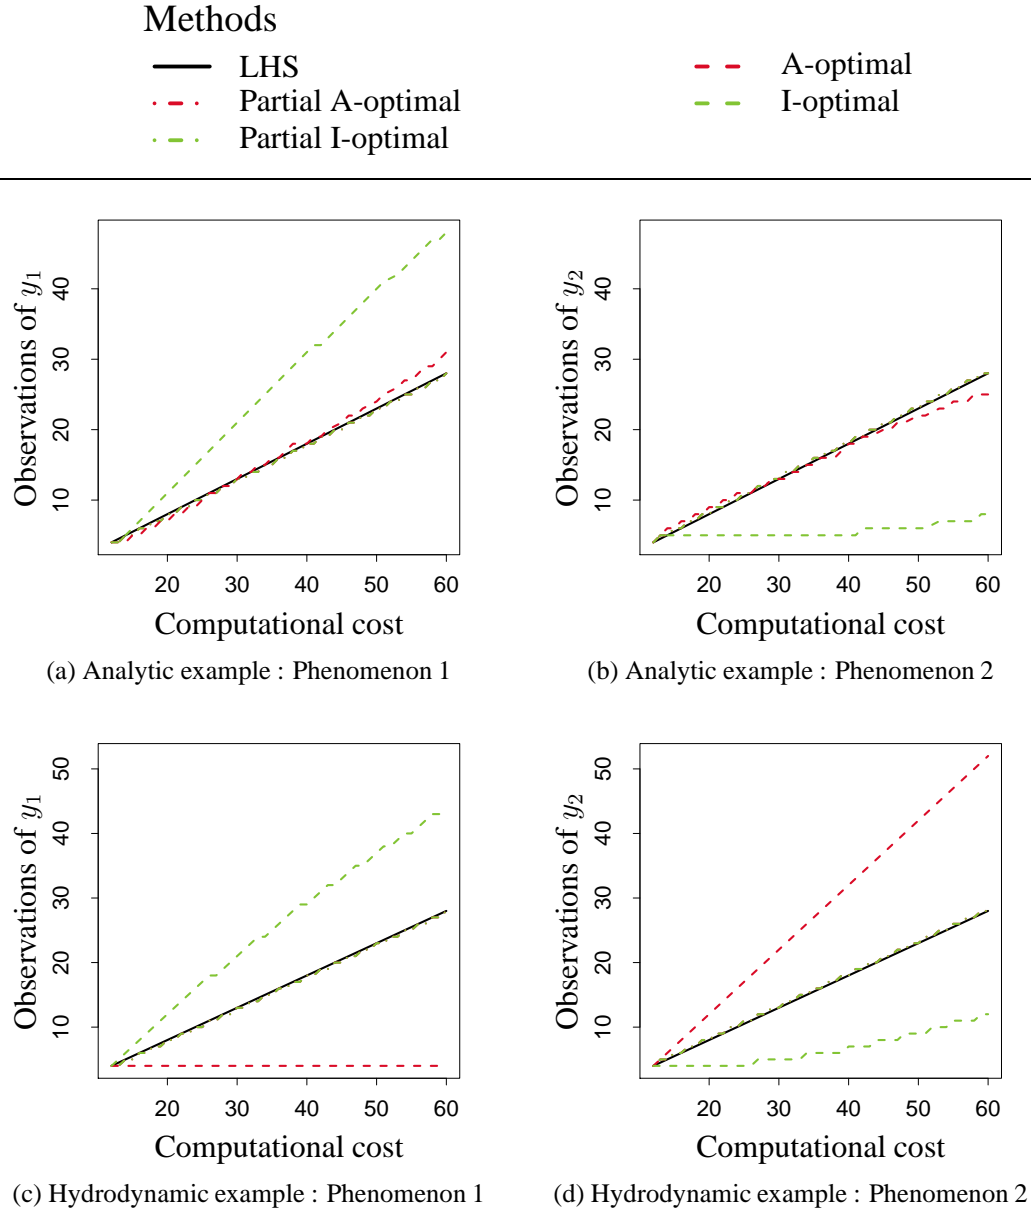 Methods
LHS
A-optimal
Partial A-optimal
I-optimal
Partial I-optimal
Observations of y₁
40
30
20
10
20 30 40 50 60
Computational cost
(a) Analytic example : Phenomenon 1
Observations of y₂
40
30
20
10
20 30 40 50 60
Computational cost
(b) Analytic example : Phenomenon 2
Observations of y₁
50
40
30
20
10
20 30 40 50 60
Computational cost
(c) Hydrodynamic example : Phenomenon 1
Observations of y₂
50
40
30
20
10
20 30 40 50 60
Computational cost
(d) Hydrodynamic example : Phenomenon 2